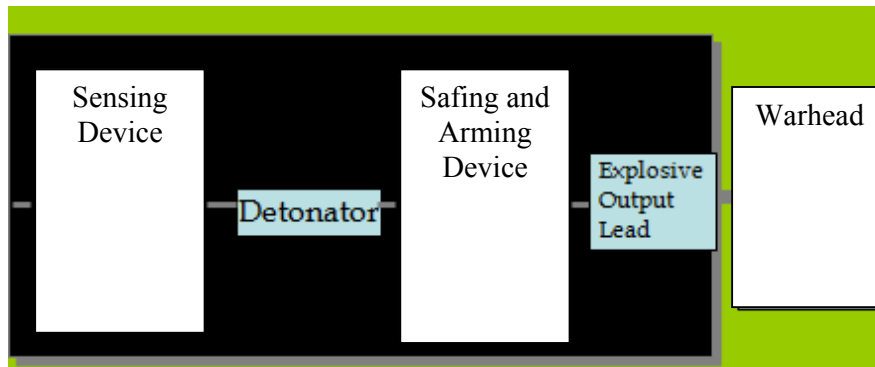 Sensing
Device
Detonator
Safing and
Arming
Device
Explosive
Output
Lead
Warhead